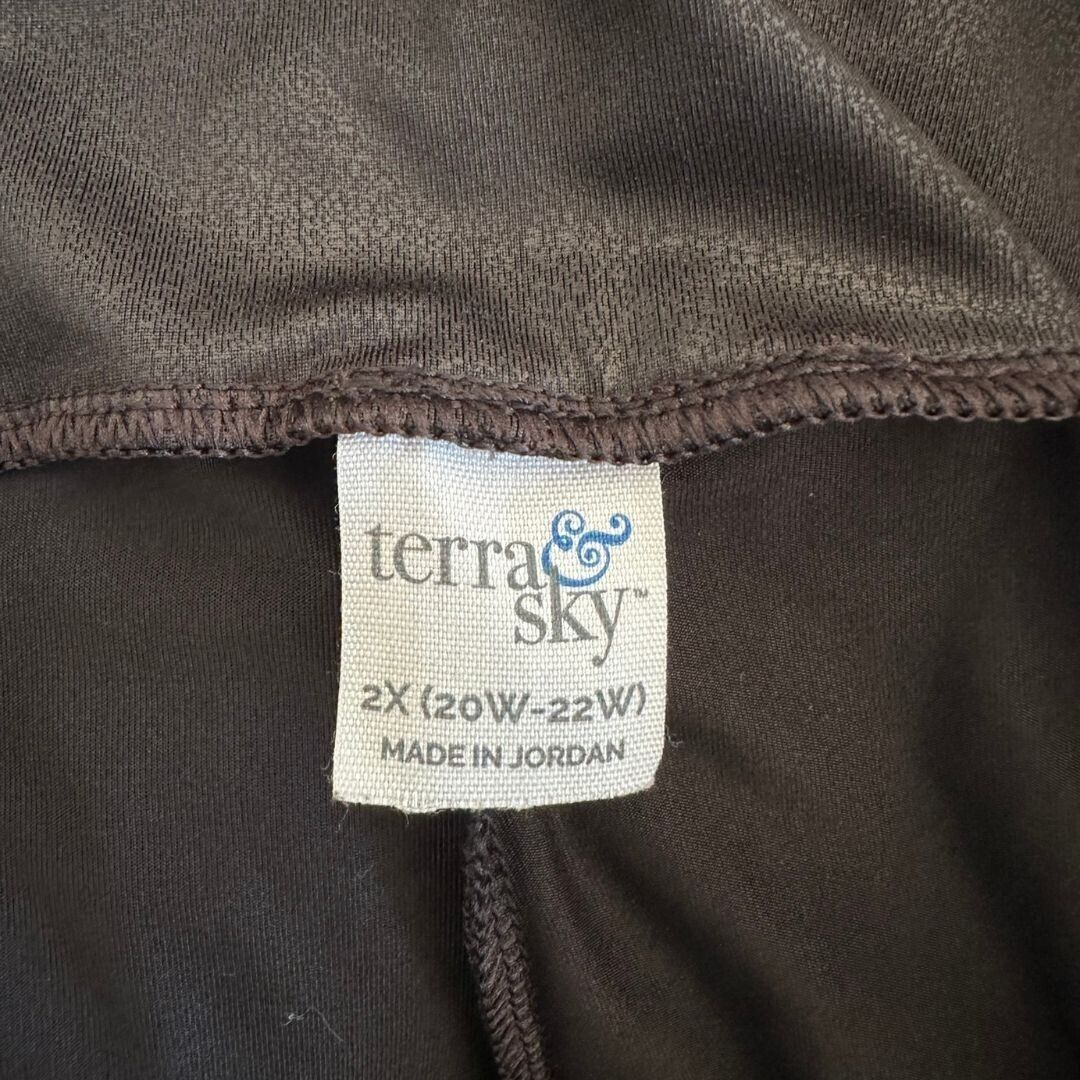 terra&
sky™
2X (20W-22W)
MADE IN JORDAN